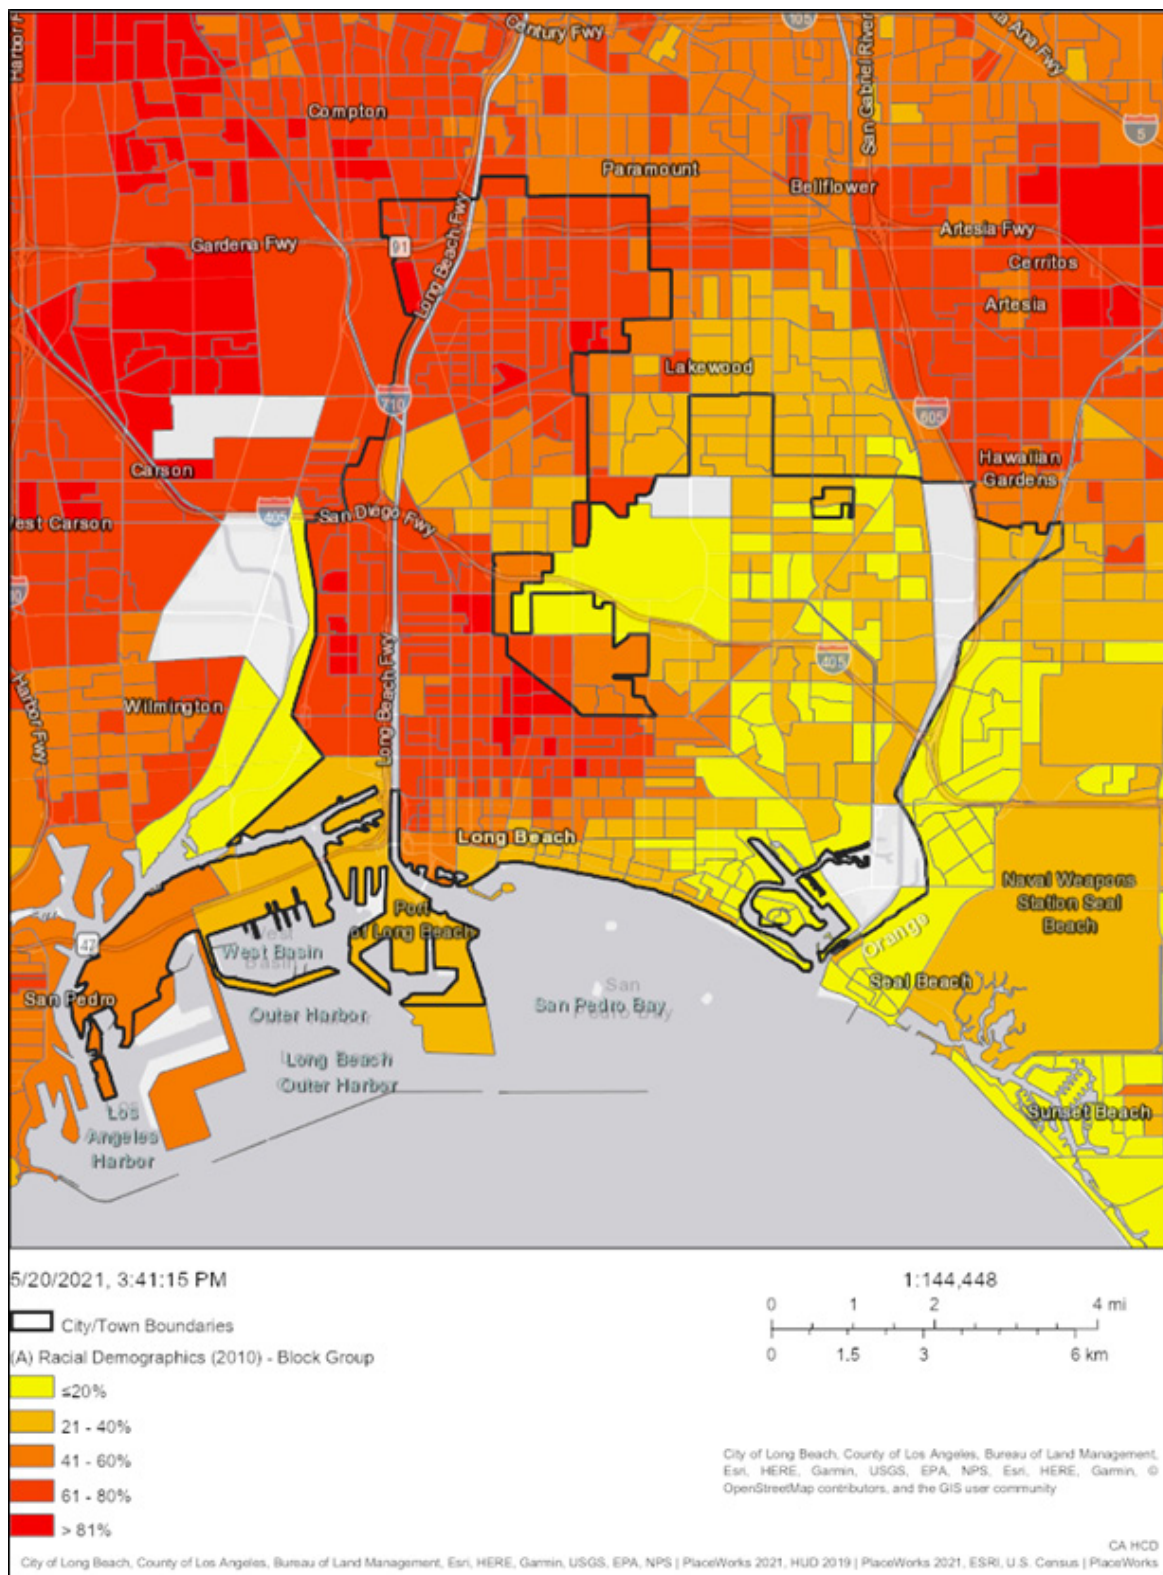 Harbor F
Century Fwy
105
San Gabriel River
a Ana Fwy
5
Compton
Paramount
Bellflower
Long Beach Fwy
Artesia Fwy
Gardena Fwy
91
Cerritos
Artesia
Lakewood
710
605
Carson
Hawaiian
Gardens
405
San Diego Fwy
West Carson
Long Beach Fwy
405
Wilmington
Harbor Fwy
Long Beach
Naval Weapons
Station Seal
Beach
Port
of Long Beach
Orange
47
West Basin
Seal Beach
San Pedro
San Pedro Bay
Outer Harbor
Long Beach
Outer Harbor
Los
Angeles
Harbor
Sunset Beach
5/20/2021, 3:41:15 PM
1:144,448
0 1 2 4 mi
0 1.5 3 6 km
City/Town Boundaries
(A) Racial Demographics (2010) - Block Group
≤20%
21 - 40%
41 - 60%
61 - 80%
> 81%
City of Long Beach, County of Los Angeles, Bureau of Land Management,
Esri, HERE, Garmin, USGS, EPA, NPS, Esri, HERE, Garmin, ©
OpenStreetMap contributors, and the GIS user community
CA HCD
City of Long Beach, County of Los Angeles, Bureau of Land Management, Esri, HERE, Garmin, USGS, EPA, NPS | PlaceWorks 2021, HUD 2019 | PlaceWorks 2021, ESRI, U.S. Census | PlaceWorks